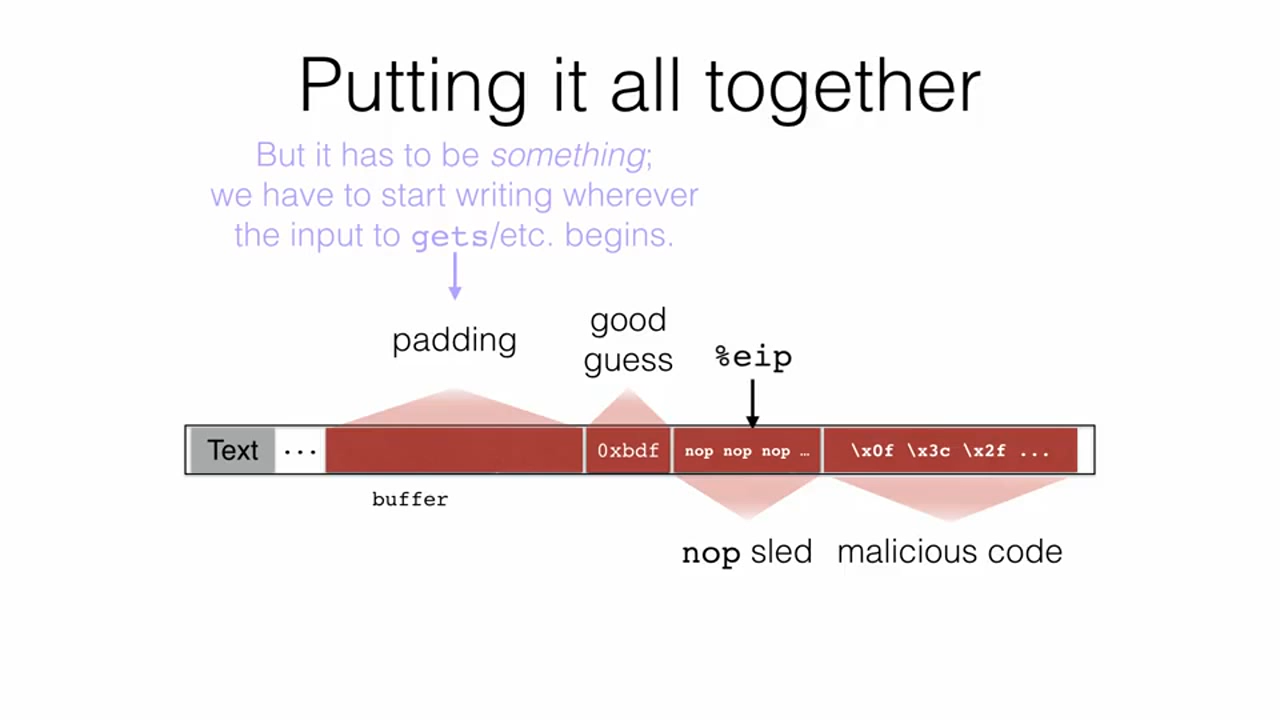 Putting it all together
But it has to be something;
we have to start writing wherever
the input to gets/etc. begins.
padding
good
guess
%eip
Text ... 0xbdf nop nop nop … \x0f \x3c \x2f ...
buffer
nop sled malicious code